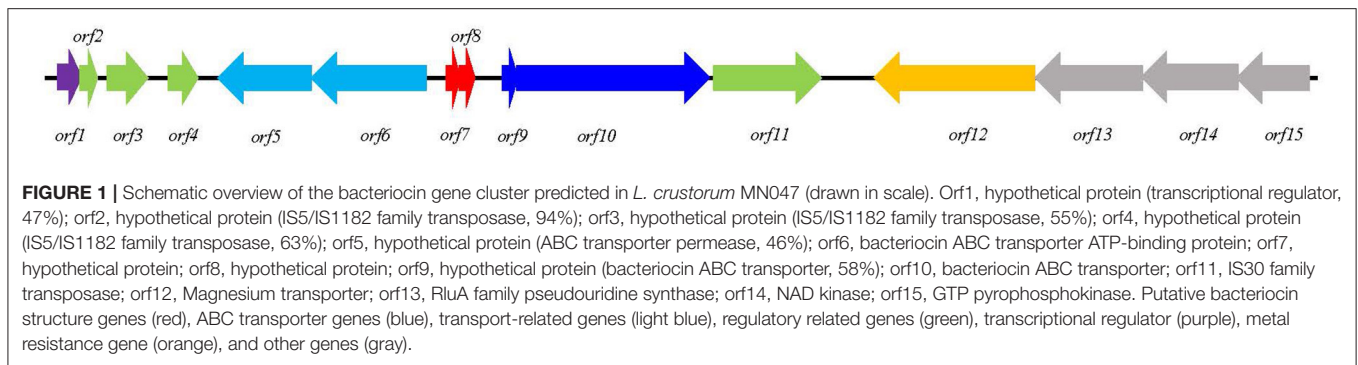 orf2
orf8
orf1 orf3 orf4 orf5 orf6 orf7 orf9 orf10 orf11 orf12 orf13 orf14 orf15
FIGURE 1 | Schematic overview of the bacteriocin gene cluster predicted in L. crustorum MN047 (drawn in scale). Orf1, hypothetical protein (transcriptional regulator,
47%); orf2, hypothetical protein (IS5/IS1182 family transposase, 94%); orf3, hypothetical protein (IS5/IS1182 family transposase, 55%); orf4, hypothetical protein
(IS5/IS1182 family transposase, 63%); orf5, hypothetical protein (ABC transporter permease, 46%); orf6, bacteriocin ABC transporter ATP-binding protein; orf7,
hypothetical protein; orf8, hypothetical protein; orf9, hypothetical protein (bacteriocin ABC transporter, 58%); orf10, bacteriocin ABC transporter; orf11, IS30 family
transposase; orf12, Magnesium transporter; orf13, RluA family pseudouridine synthase; orf14, NAD kinase; orf15, GTP pyrophosphokinase. Putative bacteriocin
structure genes (red), ABC transporter genes (blue), transport-related genes (light blue), regulatory related genes (green), transcriptional regulator (purple), metal
resistance gene (orange), and other genes (gray).